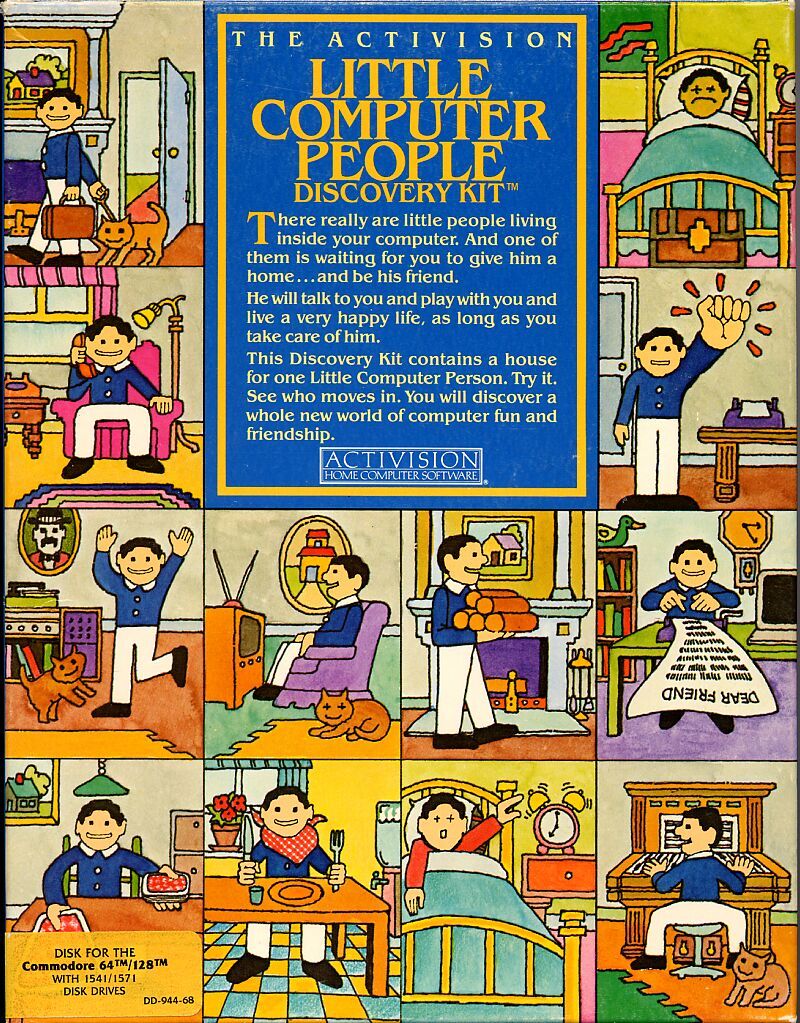 THE ACTIVISION
LITTLE
COMPUTER
PEOPLE
DISCOVERY KIT™
There really are little people living
inside your computer. And one of
them is waiting for you to give him a
home...and be his friend.
He will talk to you and play with you and
live a very happy life, as long as you
take care of him.
This Discovery Kit contains a house
for one Little Computer Person. Try it.
See who moves in. You will discover a
whole new world of computer fun and
friendship.
ACTIVISION
HOME COMPUTER SOFTWARE®
DEAR FRIEND
DISK FOR THE
Commodore 64™/128™
WITH 1541/1571
DISK DRIVES
DD-944-68